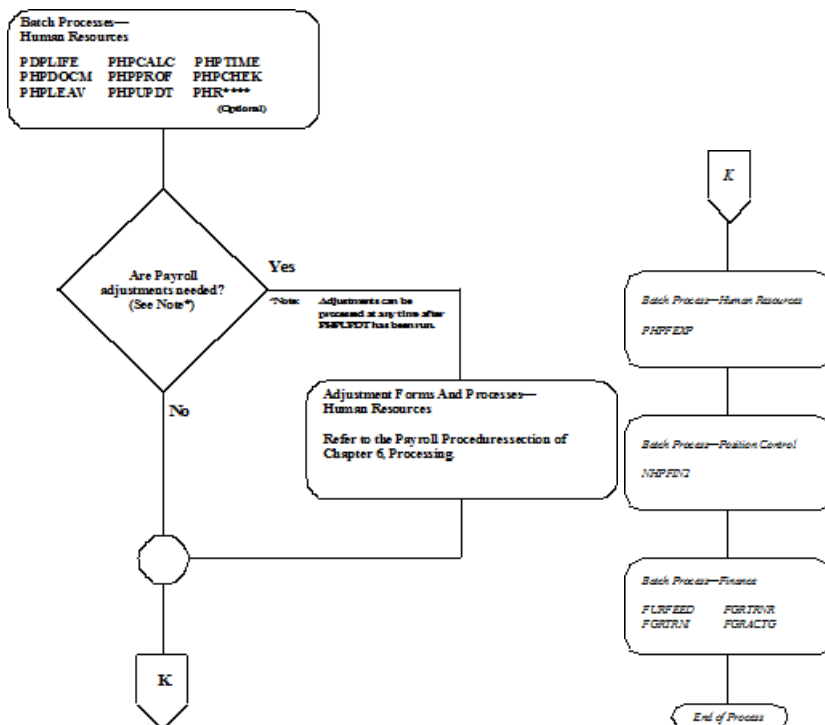 Batch Processes—
Human Resources
PDPLIFE PHPCALC PHPTIME
PHPDOCM PHPPROF PHPCHEK
PHPLEAV PHPUPDT PHR****
(Optional)
Are Payroll
adjustments needed?
(See Note*)
Yes
*Note: Adjustments can be
processed at any time after
PHPUPDT has been run.
No
Adjustment Forms And Processes—
Human Resources
Refer to the Payroll Proceduressection of
Chapter 6, Processing.
K
K
Batch Process—Human Resources
PHPFEXP
Batch Process—Position Control
NHPFIN2
Batch Process—Finance
FURFEED FGRTRNR
FGRTRNI FGRACTG
End of Process